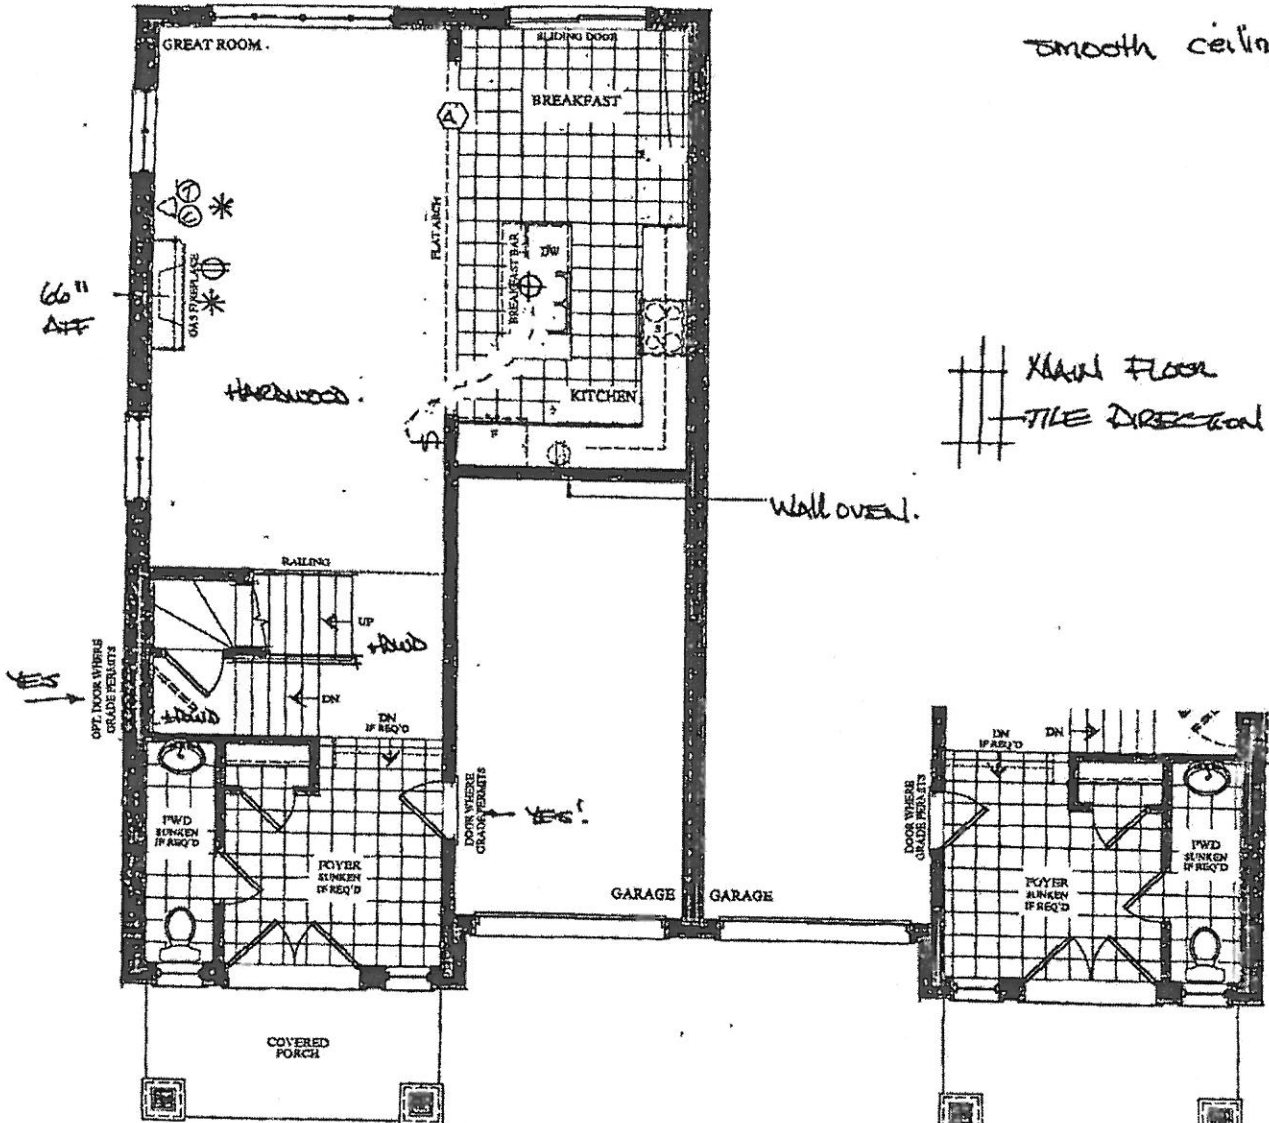 smooth ceilin
GREAT ROOM.
SLIDING DOOR
BREAKFAST
A
FLAT ARCH
BREAKFAST BAR
DW
GAS FIREPLACE
66"
AFF
HARDWOOD.
KITCHEN
F
S
MAIN FLOOR
TILE DIRECTION
WALL OVEN.
RAILING
UP
HDWD
DN
HDWD
YES
OPT. DOOR WHERE
GRADE PERMITS
DN
IF REQ'D
DOOR WHERE
GRADE PERMITS
YES!
PWD
SUNKEN
IF REQ'D
FOYER
SUNKEN
IF REQ'D
GARAGE
GARAGE
COVERED
PORCH
DN
IF REQ'D
DN
DOOR WHERE
GRADE PERMITS
FOYER
SUNKEN
IF REQ'D
PWD
SUNKEN
IF REQ'D